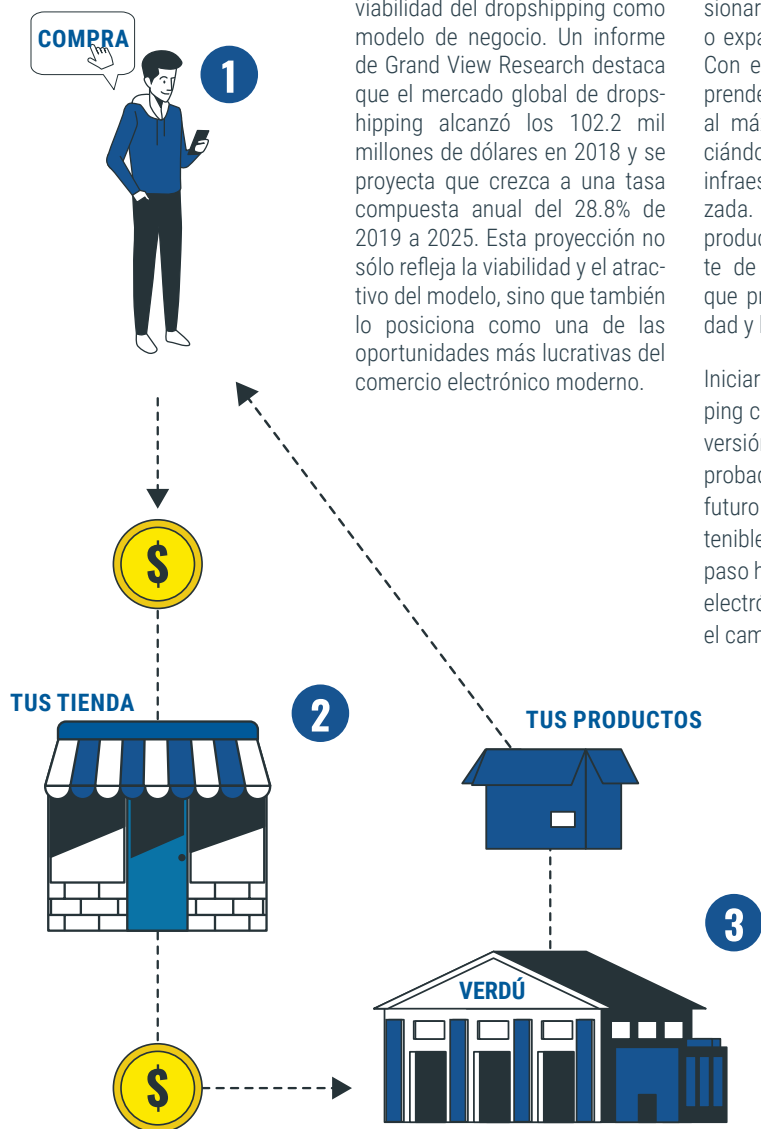 COMPRA
1
viabilidad del dropshipping como
modelo de negocio. Un informe
de Grand View Research destaca
que el mercado global de drops-
hipping alcanzó los 102.2 mil
millones de dólares en 2018 y se
proyecta que crezca a una tasa
compuesta anual del 28.8% de
2019 a 2025. Esta proyección no
sólo refleja la viabilidad y el atrac-
tivo del modelo, sino que también
lo posiciona como una de las
oportunidades más lucrativas del
comercio electrónico moderno.
sionar
o expa
Con e
prende
al más
ciándo
infraes
zada.
produc
te de
que pr
dad y l
Iniciar
ping c
versión
probac
futuro
tenible
paso h
electró
el cam
$
TUS TIENDA
2
TUS PRODUCTOS
3
VERDÚ
$